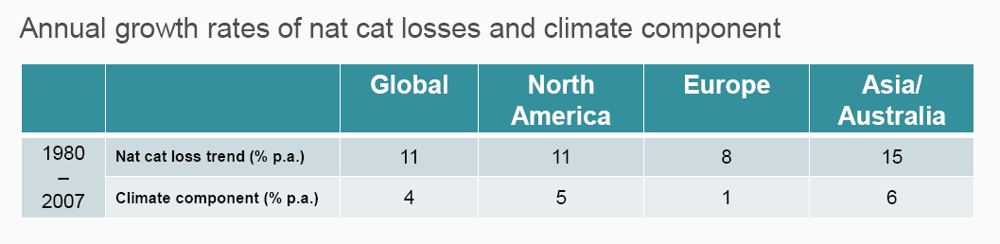 Annual growth rates of nat cat losses and climate component
Global North America Europe Asia/ Australia
1980 – 2007
Nat cat loss trend (% p.a.) 11 11 8 15
Climate component (% p.a.) 4 5 1 6